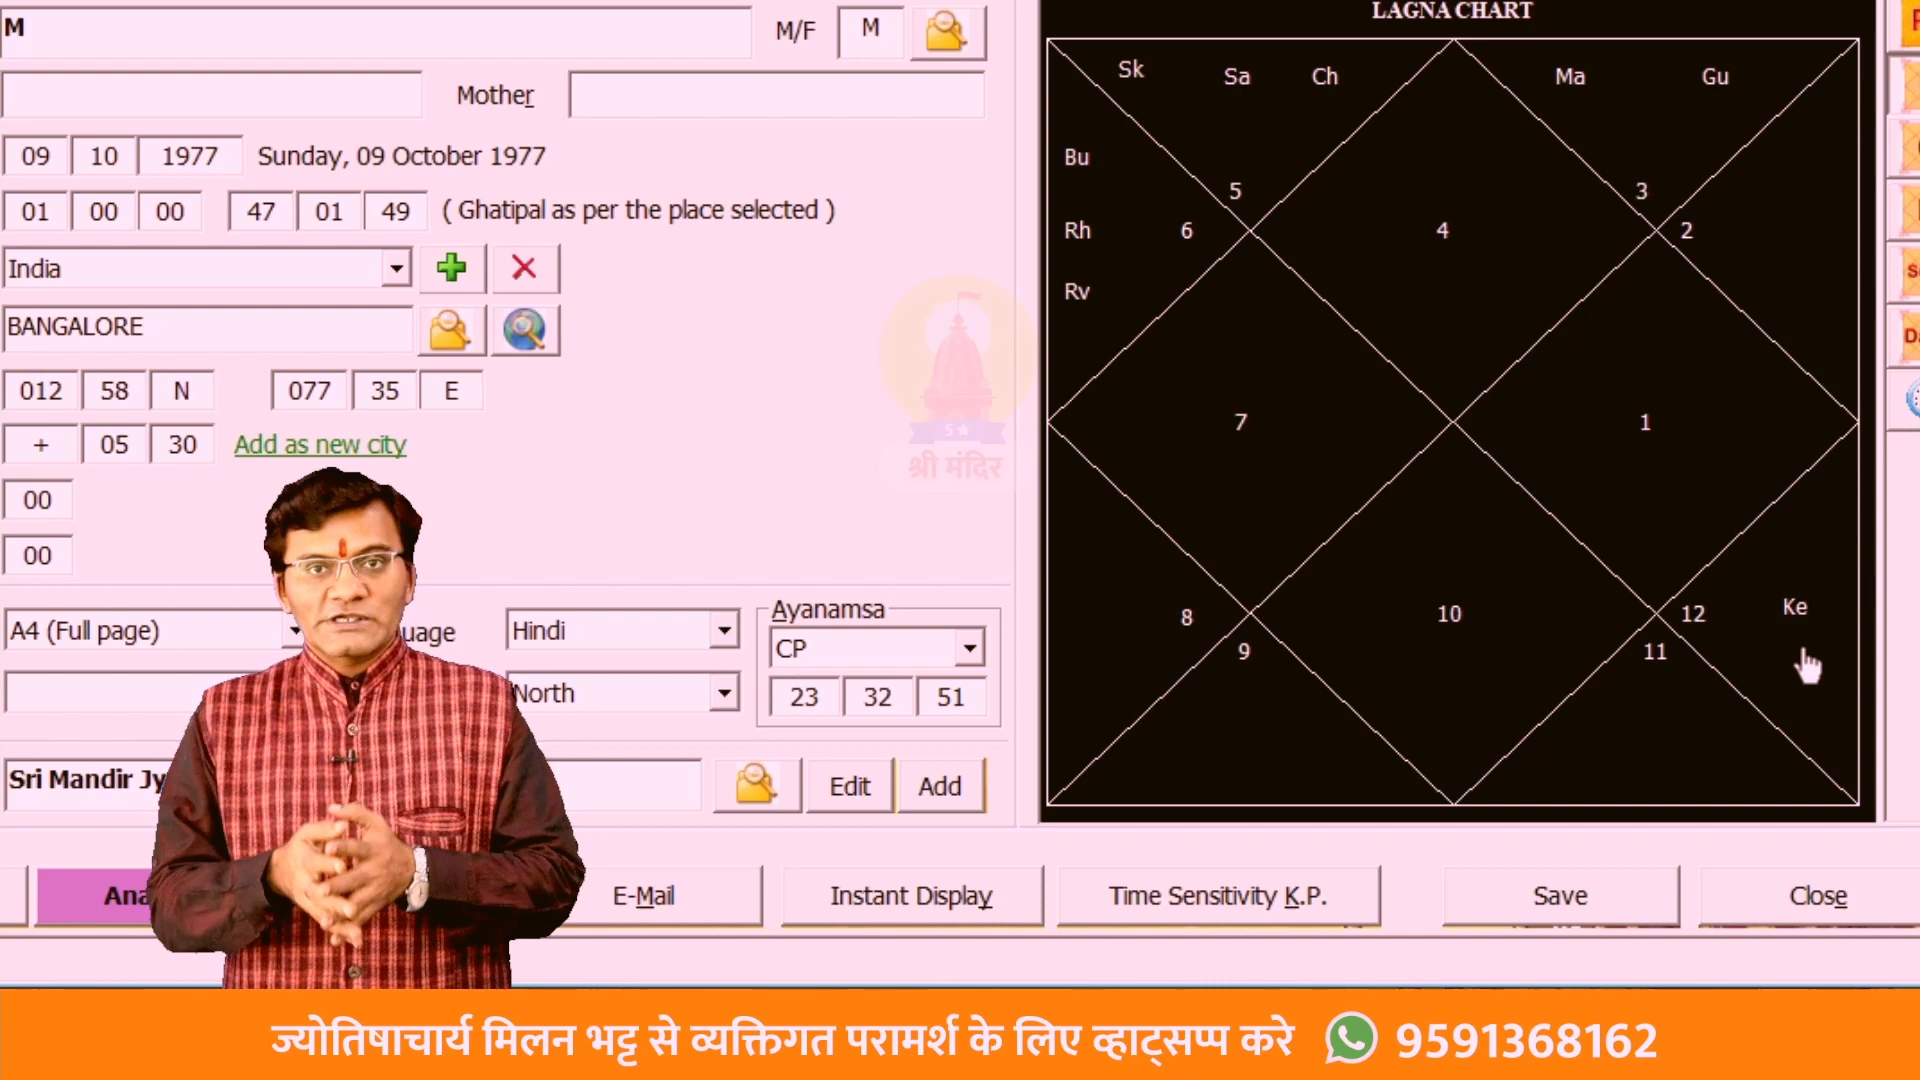 M
M/F
M
Mother
09 10 1977 Sunday, 09 October 1977
01 00 00 47 01 49 ( Ghatipal as per the place selected )
India
BANGALORE
012 58 N 077 35 E
+ 05 30 Add as new city
00
00
A4 (Full page)
uage
Hindi
North
Ayanamsa
CP
23 32 51
Sri Mandir Jy
Edit
Add
5
श्री मंदिर
LAGNA CHART
Sk Sa Ch Ma Gu
Bu
5 3
Rh 6 4 2
Rv
7 1
Ke
8 10 12
9 11
Ana
E-Mail
Instant Display
Time Sensitivity K.P.
Save
Close
ज्योतिषाचार्य मिलन भट्ट से व्यक्तिगत परामर्श के लिए व्हाट्सप्प करे 9591368162